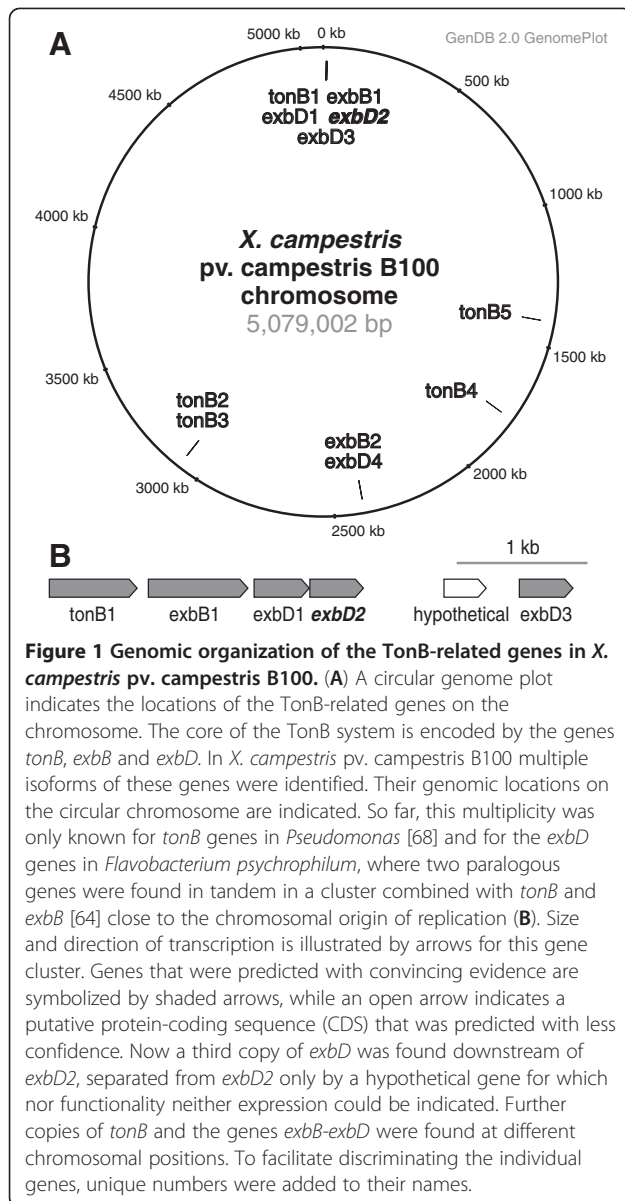 A
5000 kb 0 kb
GenDB 2.0 GenomePlot
4500 kb
500 kb
tonB1 exbB1
exbD1 exbD2
exbD3
4000 kb
1000 kb
X. campestris
pv. campestris B100
chromosome
5,079,002 bp
tonB5
1500 kb
3500 kb
tonB4
tonB2
tonB3
exbB2
exbD4
2000 kb
3000 kb
2500 kb
B
1 kb
tonB1 exbB1 exbD1 exbD2 hypothetical exbD3
Figure 1 Genomic organization of the TonB-related genes in X.
campestris pv. campestris B100. (A) A circular genome plot
indicates the locations of the TonB-related genes on the
chromosome. The core of the TonB system is encoded by the genes
tonB, exbB and exbD. In X. campestris pv. campestris B100 multiple
isoforms of these genes were identified. Their genomic locations on
the circular chromosome are indicated. So far, this multiplicity was
only known for tonB genes in Pseudomonas [68] and for the exbD
genes in Flavobacterium psychrophilum, where two paralogous
genes were found in tandem in a cluster combined with tonB and
exbB [64] close to the chromosomal origin of replication (B). Size
and direction of transcription is illustrated by arrows for this gene
cluster. Genes that were predicted with convincing evidence are
symbolized by shaded arrows, while an open arrow indicates a
putative protein-coding sequence (CDS) that was predicted with less
confidence. Now a third copy of exbD was found downstream of
exbD2, separated from exbD2 only by a hypothetical gene for which
nor functionality neither expression could be indicated. Further
copies of tonB and the genes exbB-exbD were found at different
chromosomal positions. To facilitate discriminating the individual
genes, unique numbers were added to their names.